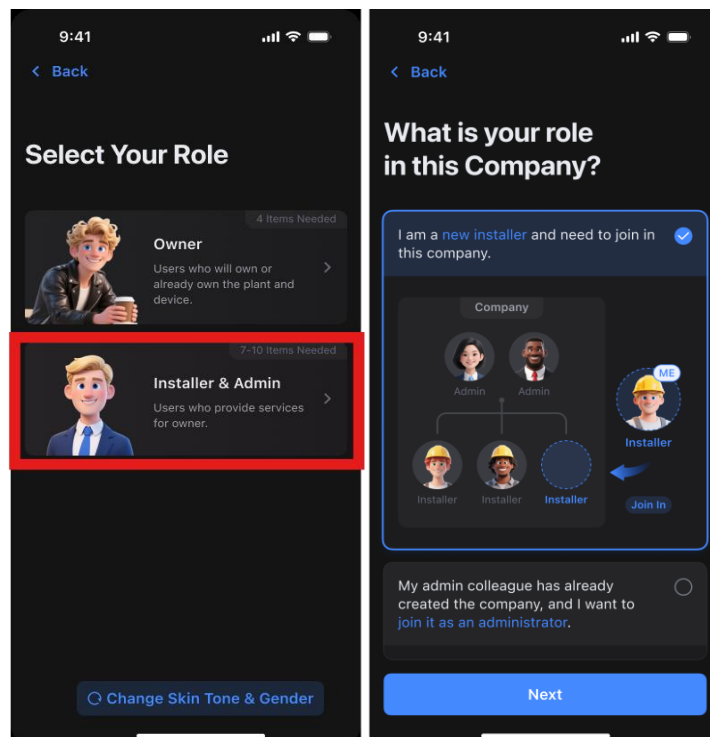 9:41
Back
Select Your Role
4 Items Needed
Owner
Users who will own or
already own the plant and
device.
7-10 Items Needed
Installer & Admin
Users who provide services
for owner.
Change Skin Tone & Gender
9:41
Back
What is your role
in this Company?
I am a new installer and need to join in
this company.
Company
Admin Admin
ME
Installer
Installer Installer Installer
Join In
My admin colleague has already
created the company, and I want to
join it as an administrator.
Next